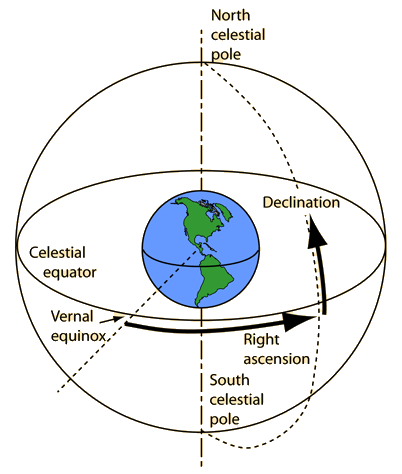 North
celestial
pole
Declination
Celestial
equator
Vernal
equinox
Right
ascension
South
celestial
pole